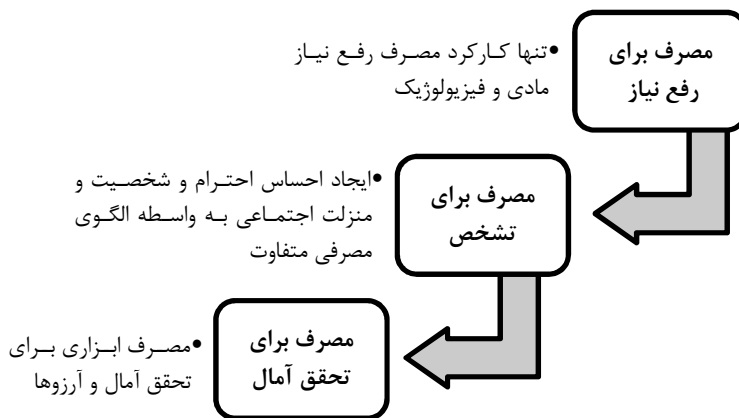 مصرف برای
رفع نیاز
•تنها کارکرد مصرف رفع نیاز
مادی و فیزیولوژیک
مصرف برای
تشخص
•ایجاد احساس احترام و شخصیت و
منزلت اجتماعی به واسطه الگوی
مصرفی متفاوت
مصرف برای
تحقق آمال
•مصرف ابزاری برای
تحقق آمال و آرزوها